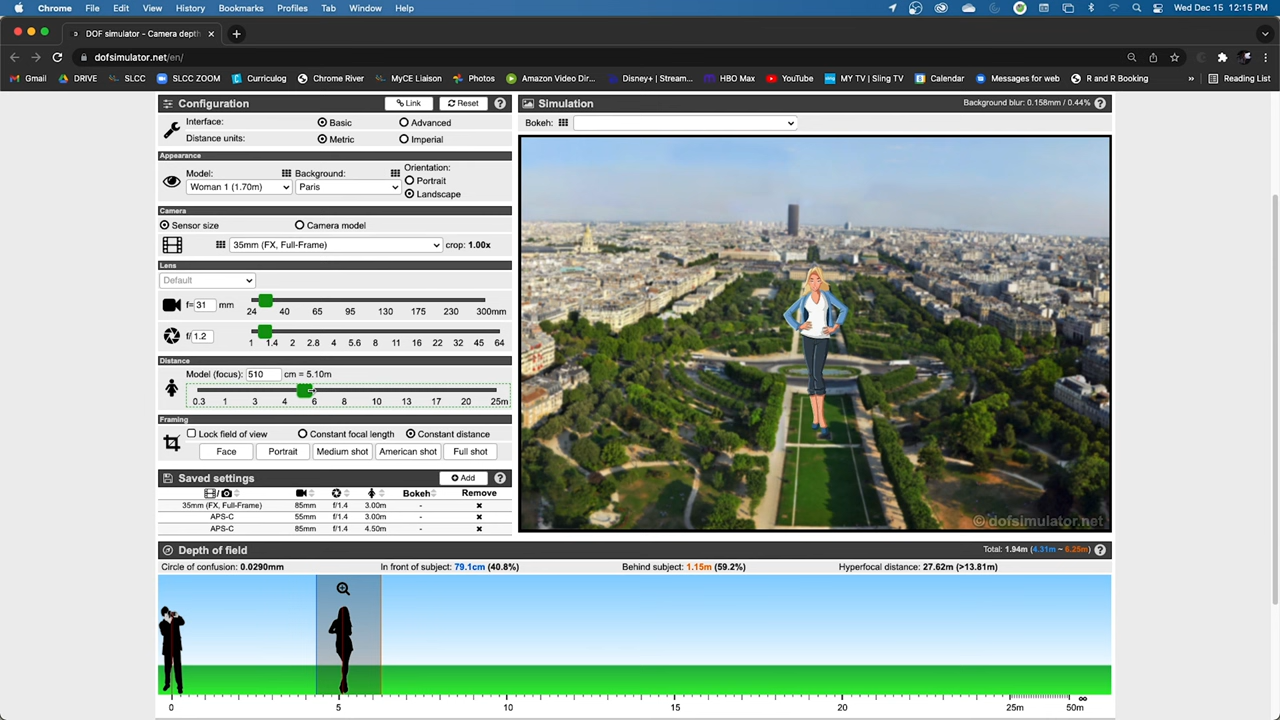 Chrome File Edit View History Bookmarks Profiles Tab Window Help Wed Dec 15 12:15 PM
DOF simulator - Camera depth
dofsimulator.net/en/
Gmail DRIVE SLCC SLCC ZOOM Curriculog Chrome River MyCE Liaison Photos Amazon Video Dir... Disney+ | Stream... HBO Max YouTube MY TV | Sling TV Calendar Messages for web R and R Booking » Reading List
Configuration Link Reset ?
Interface: Basic Advanced
Distance units: Metric Imperial
Appearance
Model: Background: Orientation:
Woman 1 (1.70m) Paris Portrait
Landscape
Camera
Sensor size Camera model
35mm (FX, Full-Frame) crop: 1.00x
Lens
Default
f= 31 mm
24 40 65 95 130 175 230 300mm
f/ 1.2
1 1.4 2 2.8 4 5.6 8 11 16 22 32 45 64
Distance
Model (focus): 510 cm = 5.10m
0.3 1 3 4 6 8 10 13 17 20 25m
Framing
Lock field of view Constant focal length Constant distance
Face Portrait Medium shot American shot Full shot
Saved settings Add ?
Bokeh Remove
35mm (FX, Full-Frame) 85mm f/1.4 3.00m -
APS-C 55mm f/1.4 3.00m -
APS-C 85mm f/1.4 4.50m -
Simulation Background blur: 0.158mm / 0.44% ?
Bokeh:
© dofsimulator.net
Depth of field Total: 1.94m (4.31m ~ 6.25m) ?
Circle of confusion: 0.0290mm In front of subject: 79.1cm (40.8%) Behind subject: 1.15m (59.2%) Hyperfocal distance: 27.62m (>13.81m)
0 5 10 15 20 25m 50m ∞